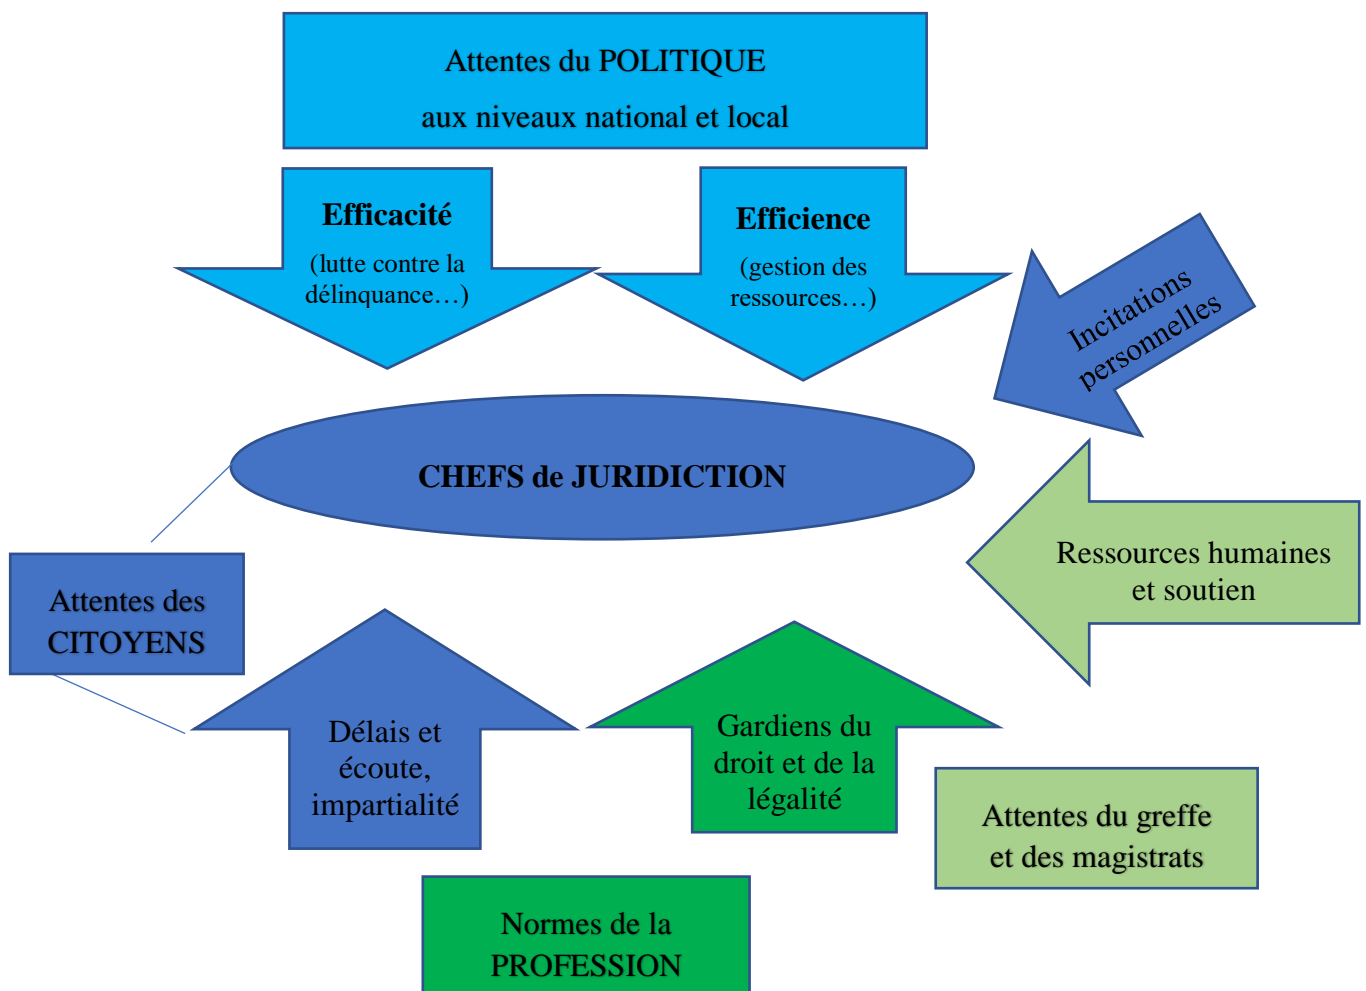 Attentes du POLITIQUE
aux niveaux national et local
Efficacité
(lutte contre la
délinquance…)
Efficience
(gestion des
ressources…)
Incitations
personnelles
CHEFS de JURIDICTION
Ressources humaines
et soutien
Attentes des
CITOYENS
Délais et
écoute,
impartialité
Gardiens du
droit et de la
légalité
Attentes du greffe
et des magistrats
Normes de la
PROFESSION